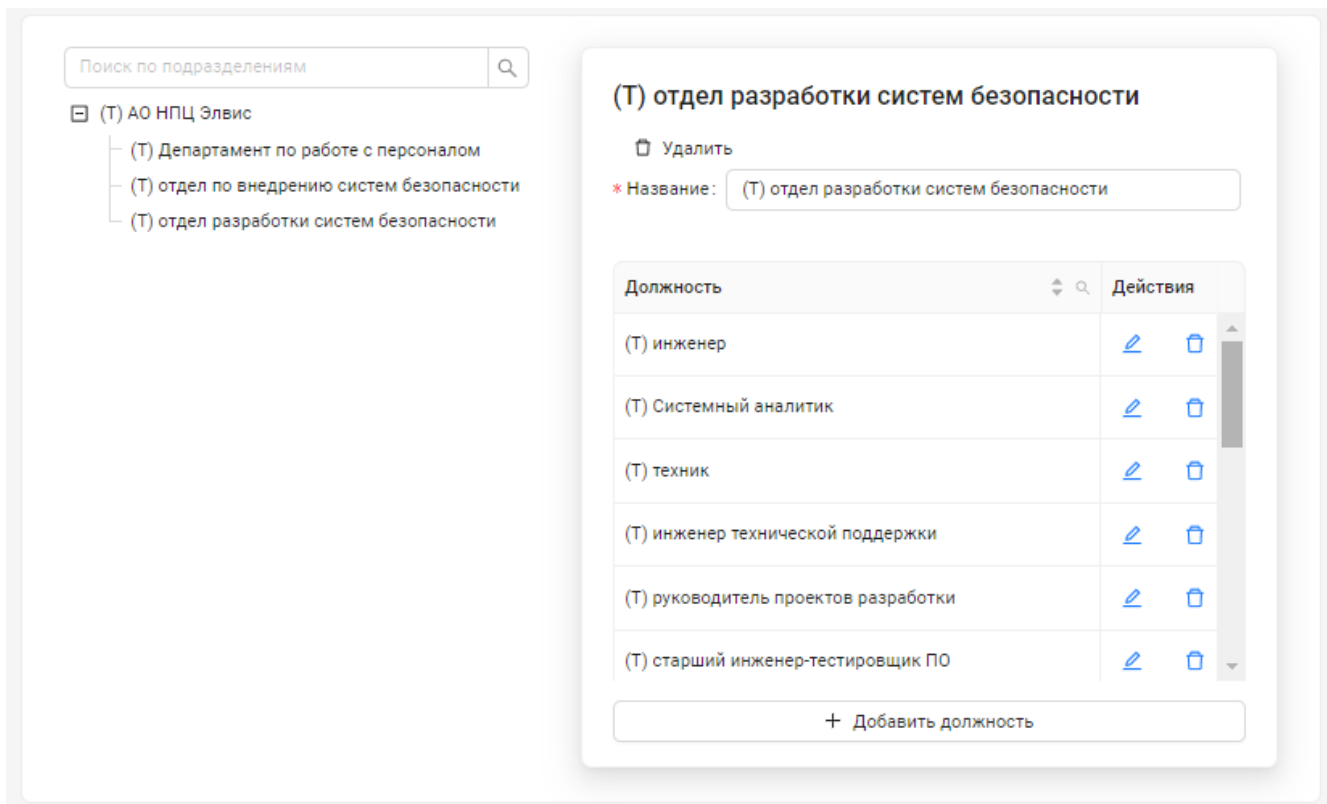 Поиск по подразделениям
(Т) АО НПЦ Элвис
(Т) Департамент по работе с персоналом
(Т) отдел по внедрению систем безопасности
(Т) отдел разработки систем безопасности
(Т) отдел разработки систем безопасности
Удалить
* Название: (Т) отдел разработки систем безопасности
Должность Действия
(Т) инженер
(Т) Системный аналитик
(Т) техник
(Т) инженер технической поддержки
(Т) руководитель проектов разработки
(Т) старший инженер-тестировщик ПО
+ Добавить должность